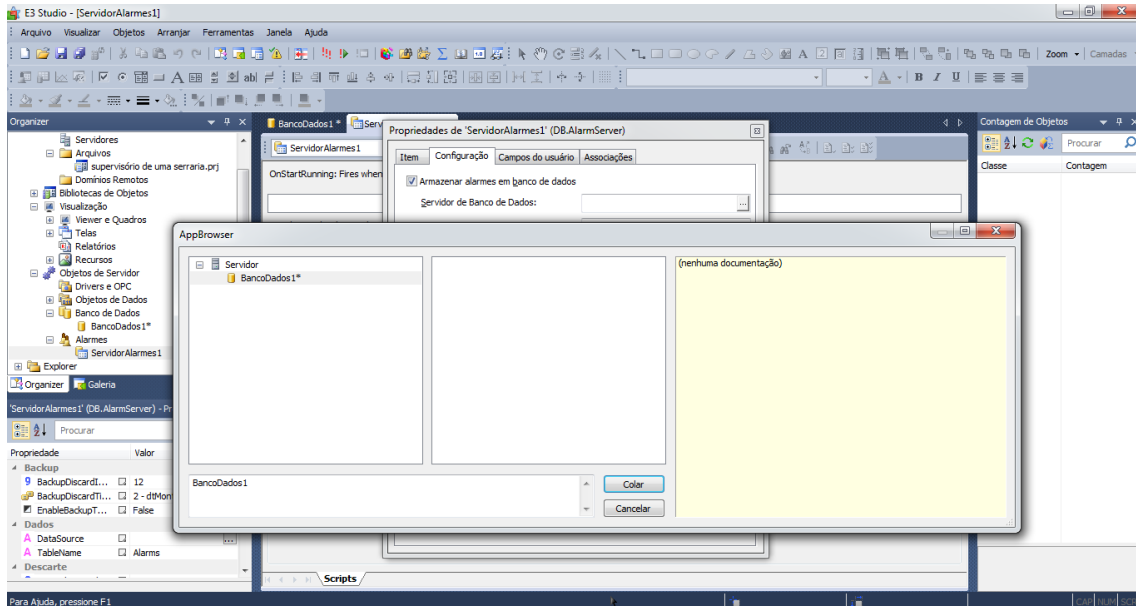 E3 Studio - [ServidorAlarmes1]
Arquivo Visualizar Objetos Arranjar Ferramentas Janela Ajuda
Zoom Camadas
A B I U
Organizer
Servidores
Arquivos
supervisório de uma serraria.prj
Domínios Remotos
Bibliotecas de Objetos
Visualização
Viewer e Quadros
Telas
Relatórios
Recursos
Objetos de Servidor
Drivers e OPC
Objetos de Dados
Banco de Dados
BancoDados1*
Alarmes
ServidorAlarmes1
Explorer
Organizer Galeria
'ServidorAlarmes1' (DB.AlarmServer) - Pr
Procurar
Propriedade Valor
Backup
BackupDiscardI... 12
BackupDiscardTi... 2 - dtMon
EnableBackupT... False
Dados
DataSource ...
TableName Alarms
Descarte
BancoDados1* Serv
ServidorAlarmes1
OnStartRunning: Fires when
Propriedades de 'ServidorAlarmes1' (DB.AlarmServer)
Item Configuração Campos do usuário Associações
Armazenar alarmes em banco de dados
Servidor de Banco de Dados: ...
AppBrowser
Servidor
BancoDados1*
(nenhuma documentação)
BancoDados1
Colar
Cancelar
Scripts
Contagem de Objetos
Procurar
Classe Contagem
Para Ajuda, pressione F1
CAP NUM SCR